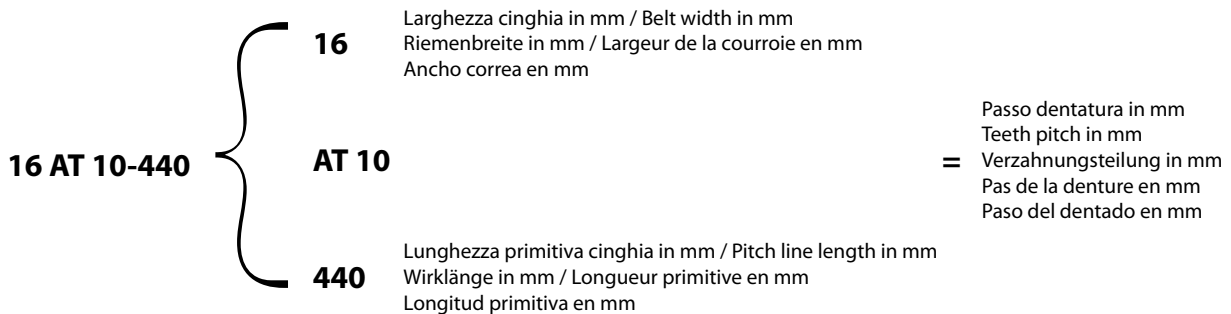 16 AT 10-440
16
Larghezza cinghia in mm / Belt width in mm
Riemenbreite in mm / Largeur de la courroie en mm
Ancho correa en mm
AT 10
=
Passo dentatura in mm
Teeth pitch in mm
Verzahnungsteilung in mm
Pas de la denture en mm
Paso del dentado en mm
440
Lunghezza primitiva cinghia in mm / Pitch line length in mm
Wirklänge in mm / Longueur primitive en mm
Longitud primitiva en mm